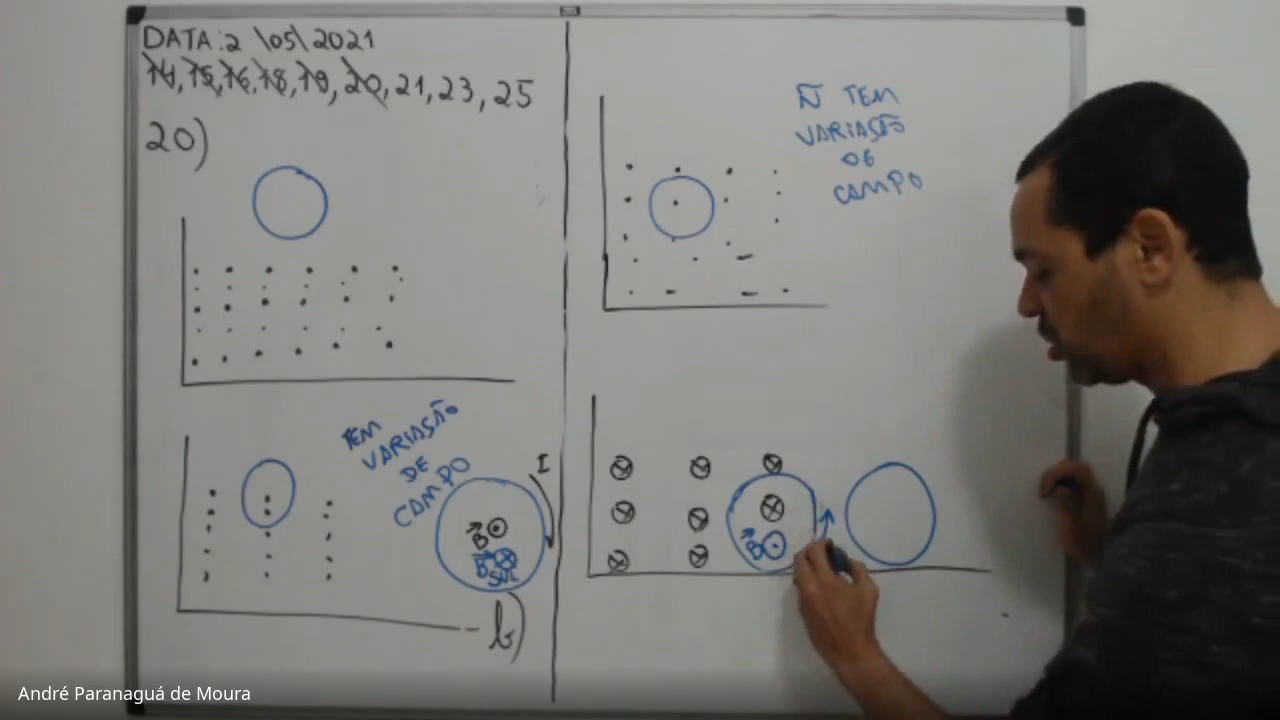 DATA: 2 \05\ 2021
14, 15, 16, 18, 19, 20, 21, 23, 25
20)
TEM
VARIAÇÃO
DE
CAMPO
I
B
B
SUL
b)
Ñ TEM
VARIAÇÃO
DE
CAMPO
B
André Paranaguá de Moura